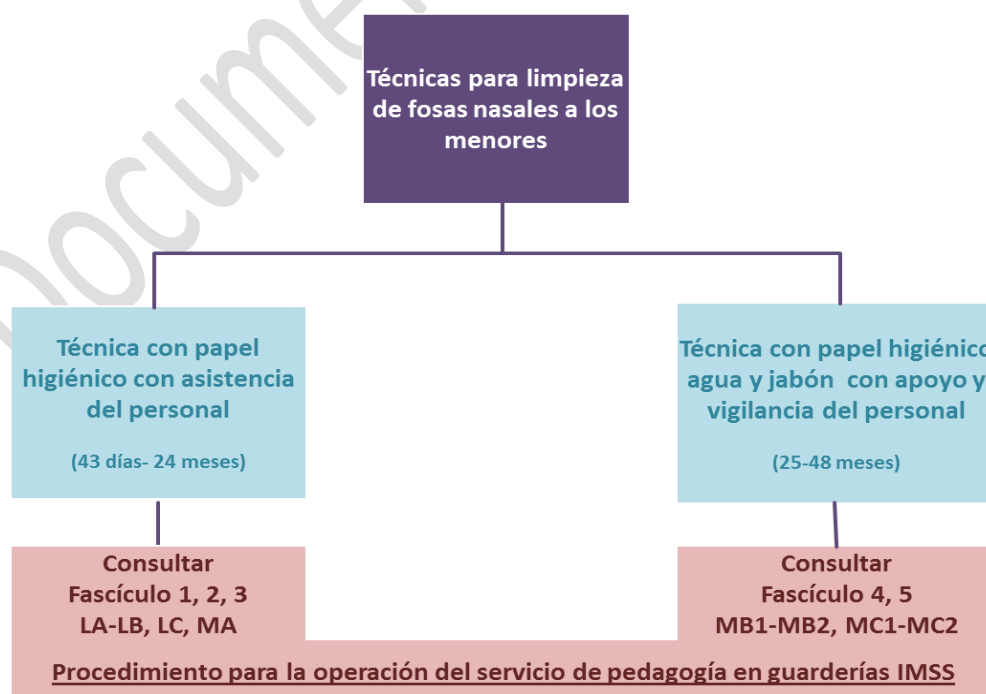 Documento
Técnicas para limpieza
de fosas nasales a los
menores
Técnica con papel
higiénico con asistencia
del personal
(43 días- 24 meses)
Técnica con papel higiénico
agua y jabón con apoyo y
vigilancia del personal
(25-48 meses)
Consultar
Fascículo 1, 2, 3
LA-LB, LC, MA
Consultar
Fascículo 4, 5
MB1-MB2, MC1-MC2
Procedimiento para la operación del servicio de pedagogía en guarderías IMSS